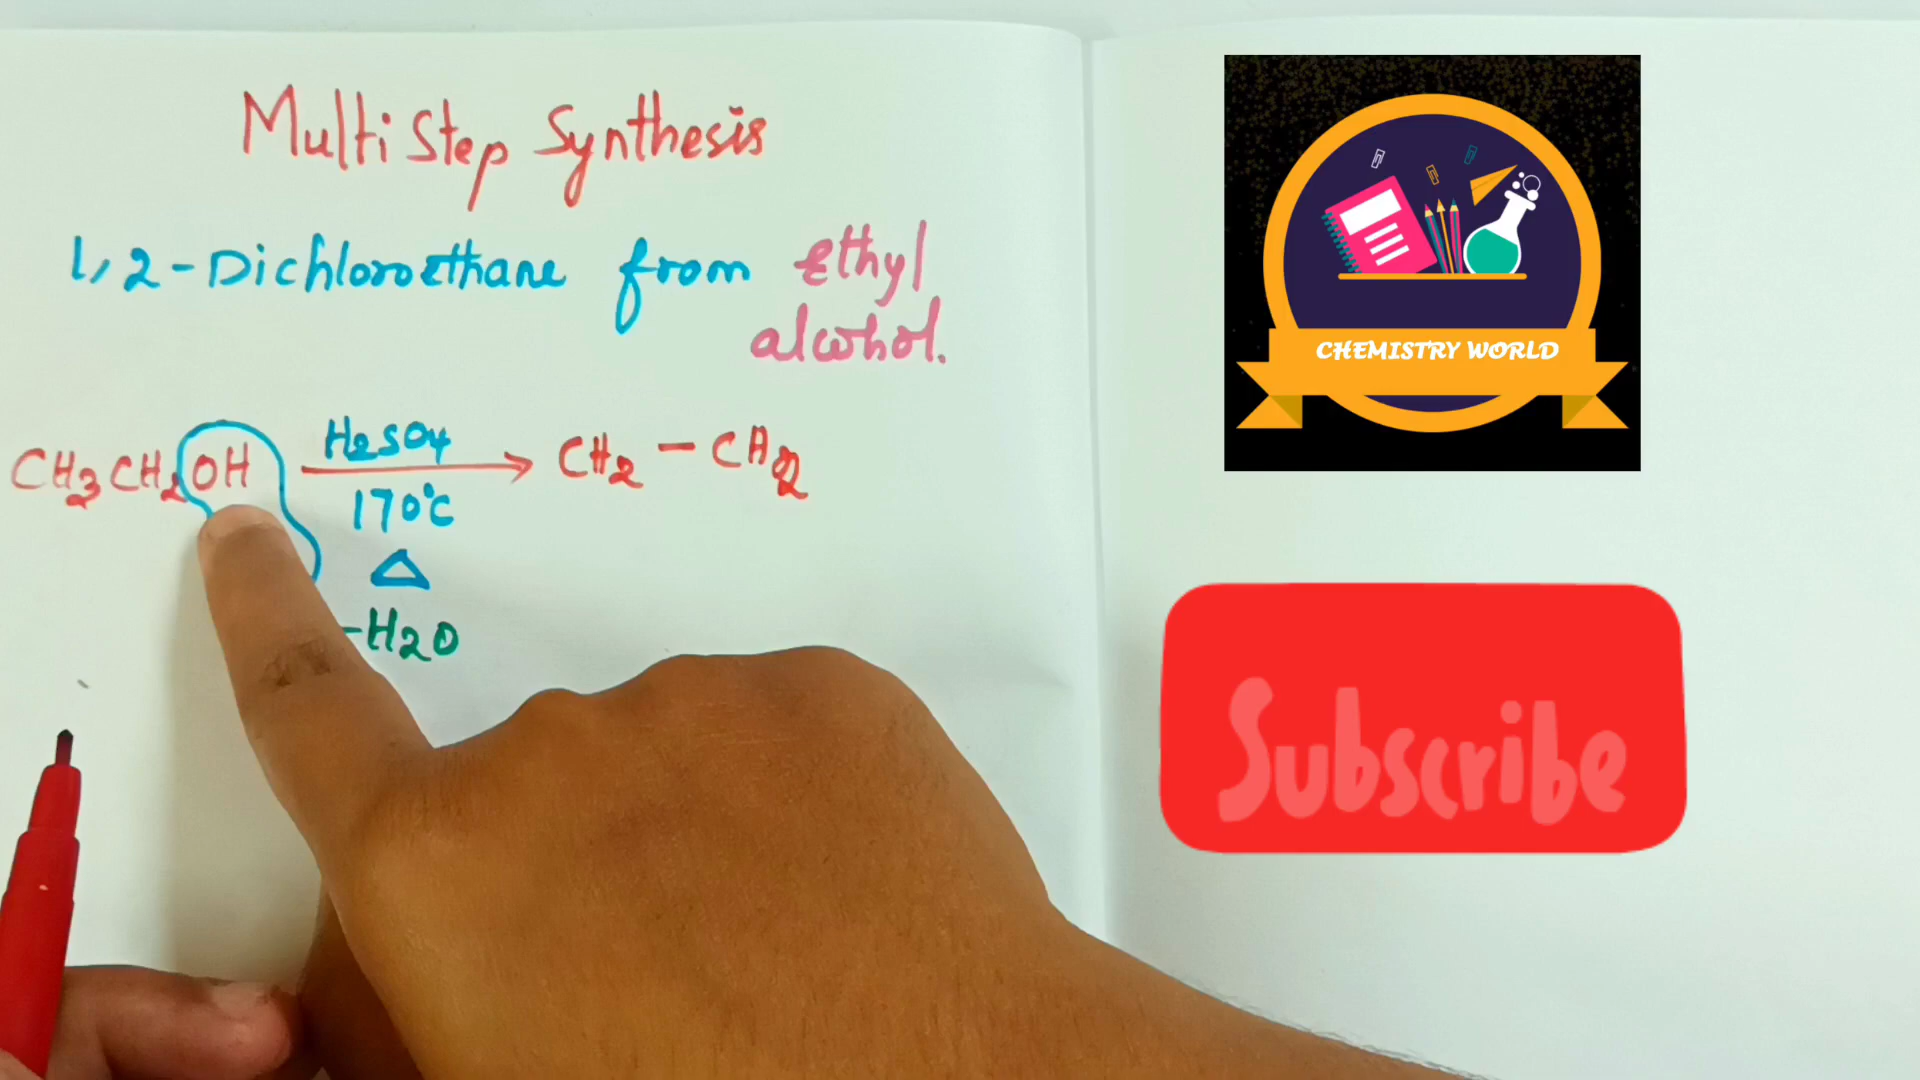 Multi Step Synthesis
1,2-Dichloroethane from ethyl
alcohol.
CH3CH2OH H2SO4 → CH2 - CH2
170°C
Δ
-H2O
CHEMISTRY WORLD
Subscribe